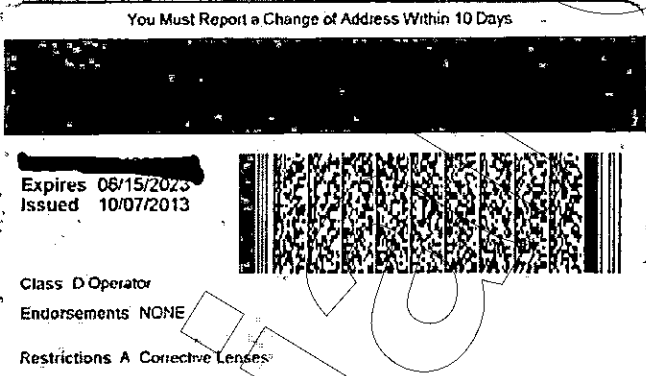 You Must Report a Change of Address Within 10 Days
Expires 06/15/2023
Issued 10/07/2013
Class D Operator
Endorsements NONE
Restrictions A Corrective Lenses